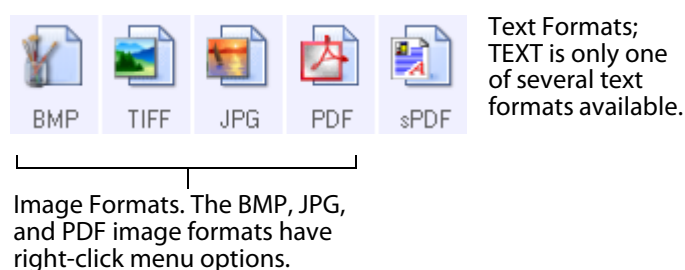 BMP TIFF JPG PDF sPDF
Text Formats;
TEXT is only one
of several text
formats available.
Image Formats. The BMP, JPG,
and PDF image formats have
right-click menu options.